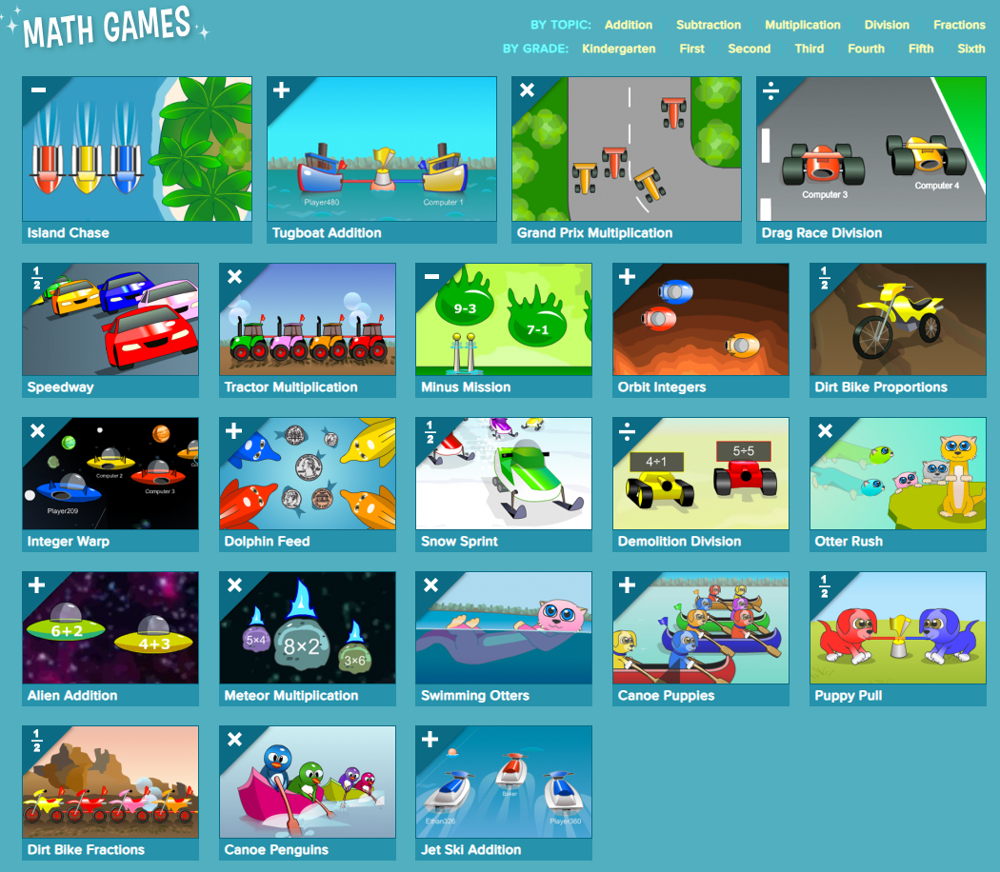 MATH GAMES
BY TOPIC: Addition Subtraction Multiplication Division Fractions
BY GRADE: Kindergarten First Second Third Fourth Fifth Sixth
−
+
×
÷
Player480
Computer 1
Computer 3
Computer 4
Island Chase
Tugboat Addition
Grand Prix Multiplication
Drag Race Division
1/2
×
−
+
1/2
9-3
7-1
Speedway
Tractor Multiplication
Minus Mission
Orbit Integers
Dirt Bike Proportions
×
+
1/2
÷
×
Computer 2
Computer 3
Player209
4÷1
5÷5
Integer Warp
Dolphin Feed
Snow Sprint
Demolition Division
Otter Rush
+
×
×
+
1/2
6+2
4+3
5×4
8×2
3×6
Alien Addition
Meteor Multiplication
Swimming Otters
Canoe Puppies
Puppy Pull
1/2
×
+
Ethan326
Player360
Dirt Bike Fractions
Canoe Penguins
Jet Ski Addition